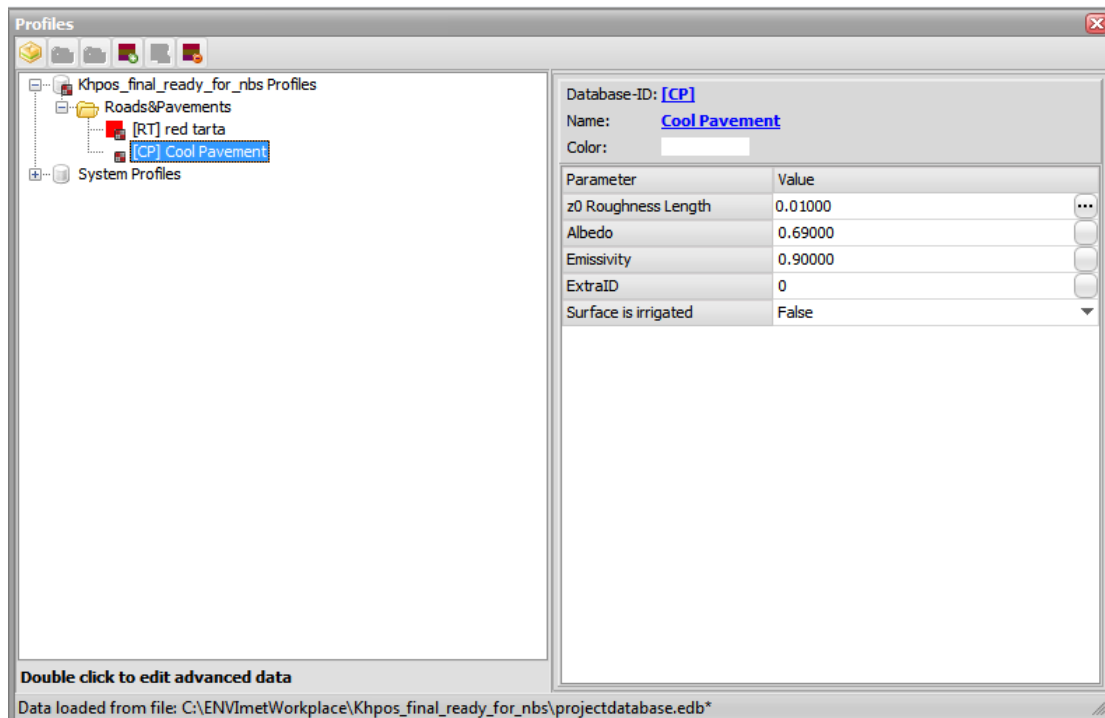 Profiles
Khpos_final_ready_for_nbs Profiles
Roads&Pavements
[RT] red tarta
[CP] Cool Pavement
System Profiles
Double click to edit advanced data
Database-ID: [CP]
Name: Cool Pavement
Color:
Parameter Value
z0 Roughness Length 0.01000 ...
Albedo 0.69000
Emissivity 0.90000
ExtraID 0
Surface is irrigated False
Data loaded from file: C:\ENVImetWorkplace\Khpos_final_ready_for_nbs\projectdatabase.edb*